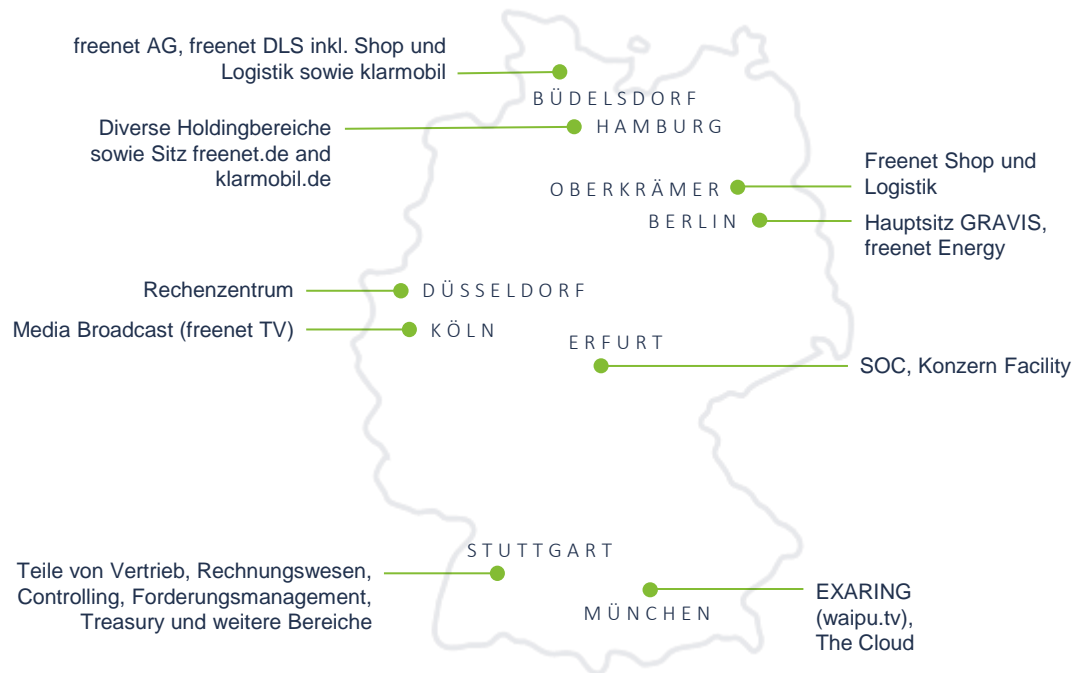 freenet AG, freenet DLS inkl. Shop und
Logistik sowie klarmobil
BÜDELSDORF
Diverse Holdingbereiche
sowie Sitz freenet.de and
klarmobil.de
HAMBURG
Freenet Shop und
Logistik
OBERKRÄMER
BERLIN
Hauptsitz GRAVIS,
freenet Energy
Rechenzentrum
DÜSSELDORF
Media Broadcast (freenet TV)
KÖLN
ERFURT
SOC, Konzern Facility
STUTTGART
Teile von Vertrieb, Rechnungswesen,
Controlling, Forderungsmanagement,
Treasury und weitere Bereiche
MÜNCHEN
EXARING
(waipu.tv),
The Cloud